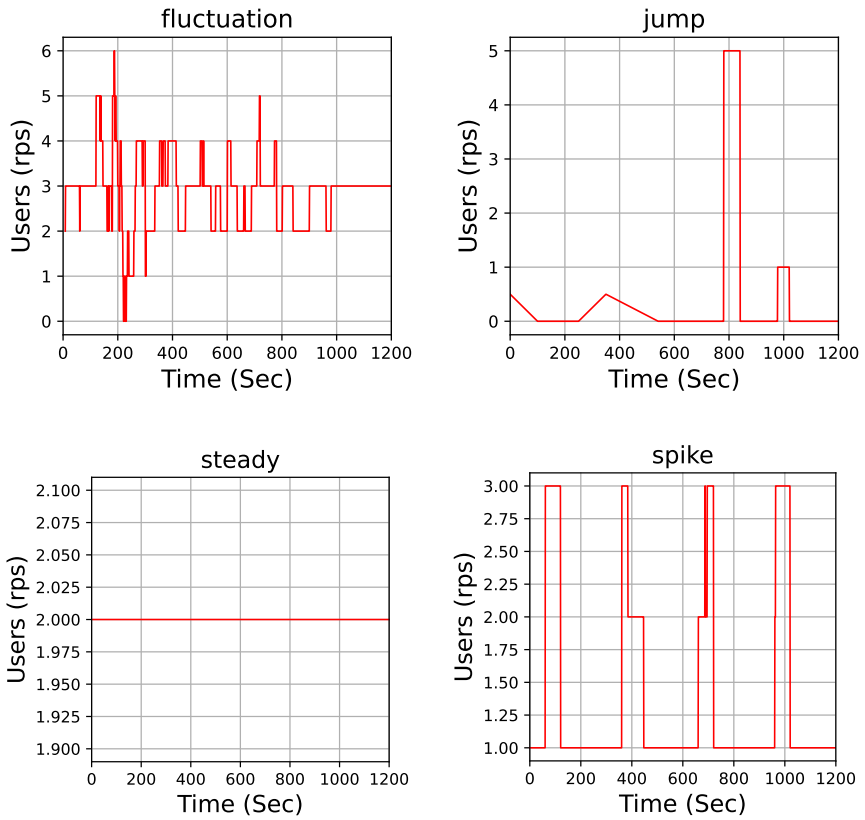 fluctuation
6
5
4
3
2
1
0
Users (rps)
0 200 400 600 800 1000 1200
Time (Sec)
jump
5
4
3
2
1
0
Users (rps)
0 200 400 600 800 1000 1200
Time (Sec)
steady
2.100
2.075
2.050
2.025
2.000
1.975
1.950
1.925
1.900
Users (rps)
0 200 400 600 800 1000 1200
Time (Sec)
spike
3.00
2.75
2.50
2.25
2.00
1.75
1.50
1.25
1.00
Users (rps)
0 200 400 600 800 1000 1200
Time (Sec)